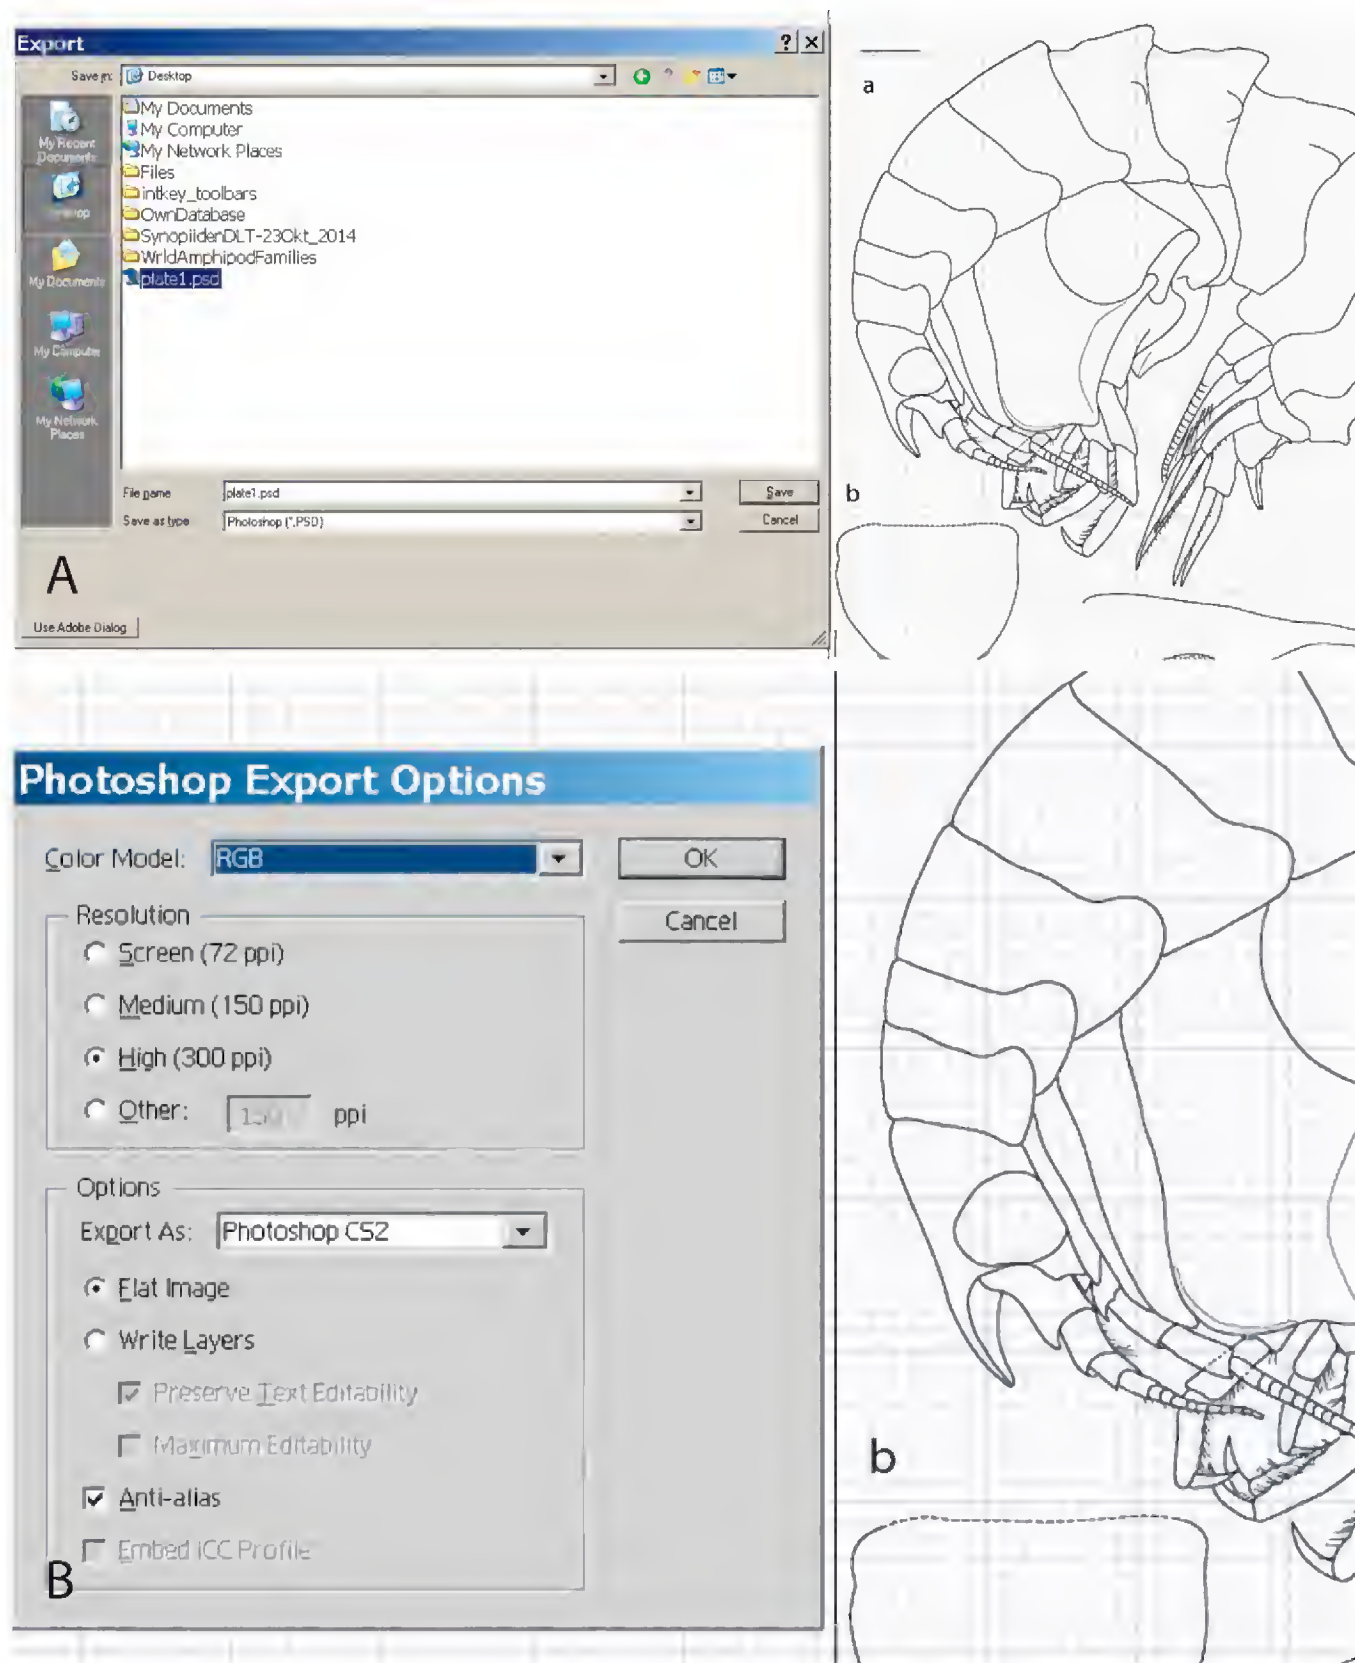 Export
Save in: Desktop
a
My Recent
Documents
Desktop
My Documents
My Computer
My Network
Places
My Documents
My Computer
My Network Places
Files
intkey_toolbars
OwnDatabase
SynopiidenDLT-23Okt_2014
WrldAmphipodFamilies
plate1.psd
File name plate1.psd Save
Save as type Photoshop (*.PSD) Cancel
b
A
Use Adobe Dialog
Photoshop Export Options
Color Model: RGB OK
Cancel
Resolution
Screen (72 ppi)
Medium (150 ppi)
High (300 ppi)
Other: 150 ppi
Options
Export As: Photoshop CS2
Flat Image
Write Layers
Preserve Text Editability
Maximum Editability
Anti-alias
Embed ICC Profile
B
b